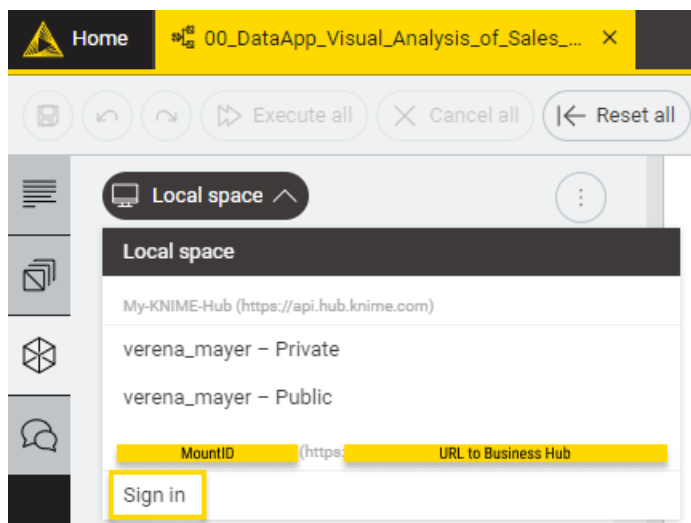 Home
00_DataApp_Visual_Analysis_of_Sales_...
Execute all
Cancel all
Reset all
Local space
Local space
My-KNIME-Hub (https://api.hub.knime.com)
verena_mayer – Private
verena_mayer – Public
MountID (https: URL to Business Hub
Sign in